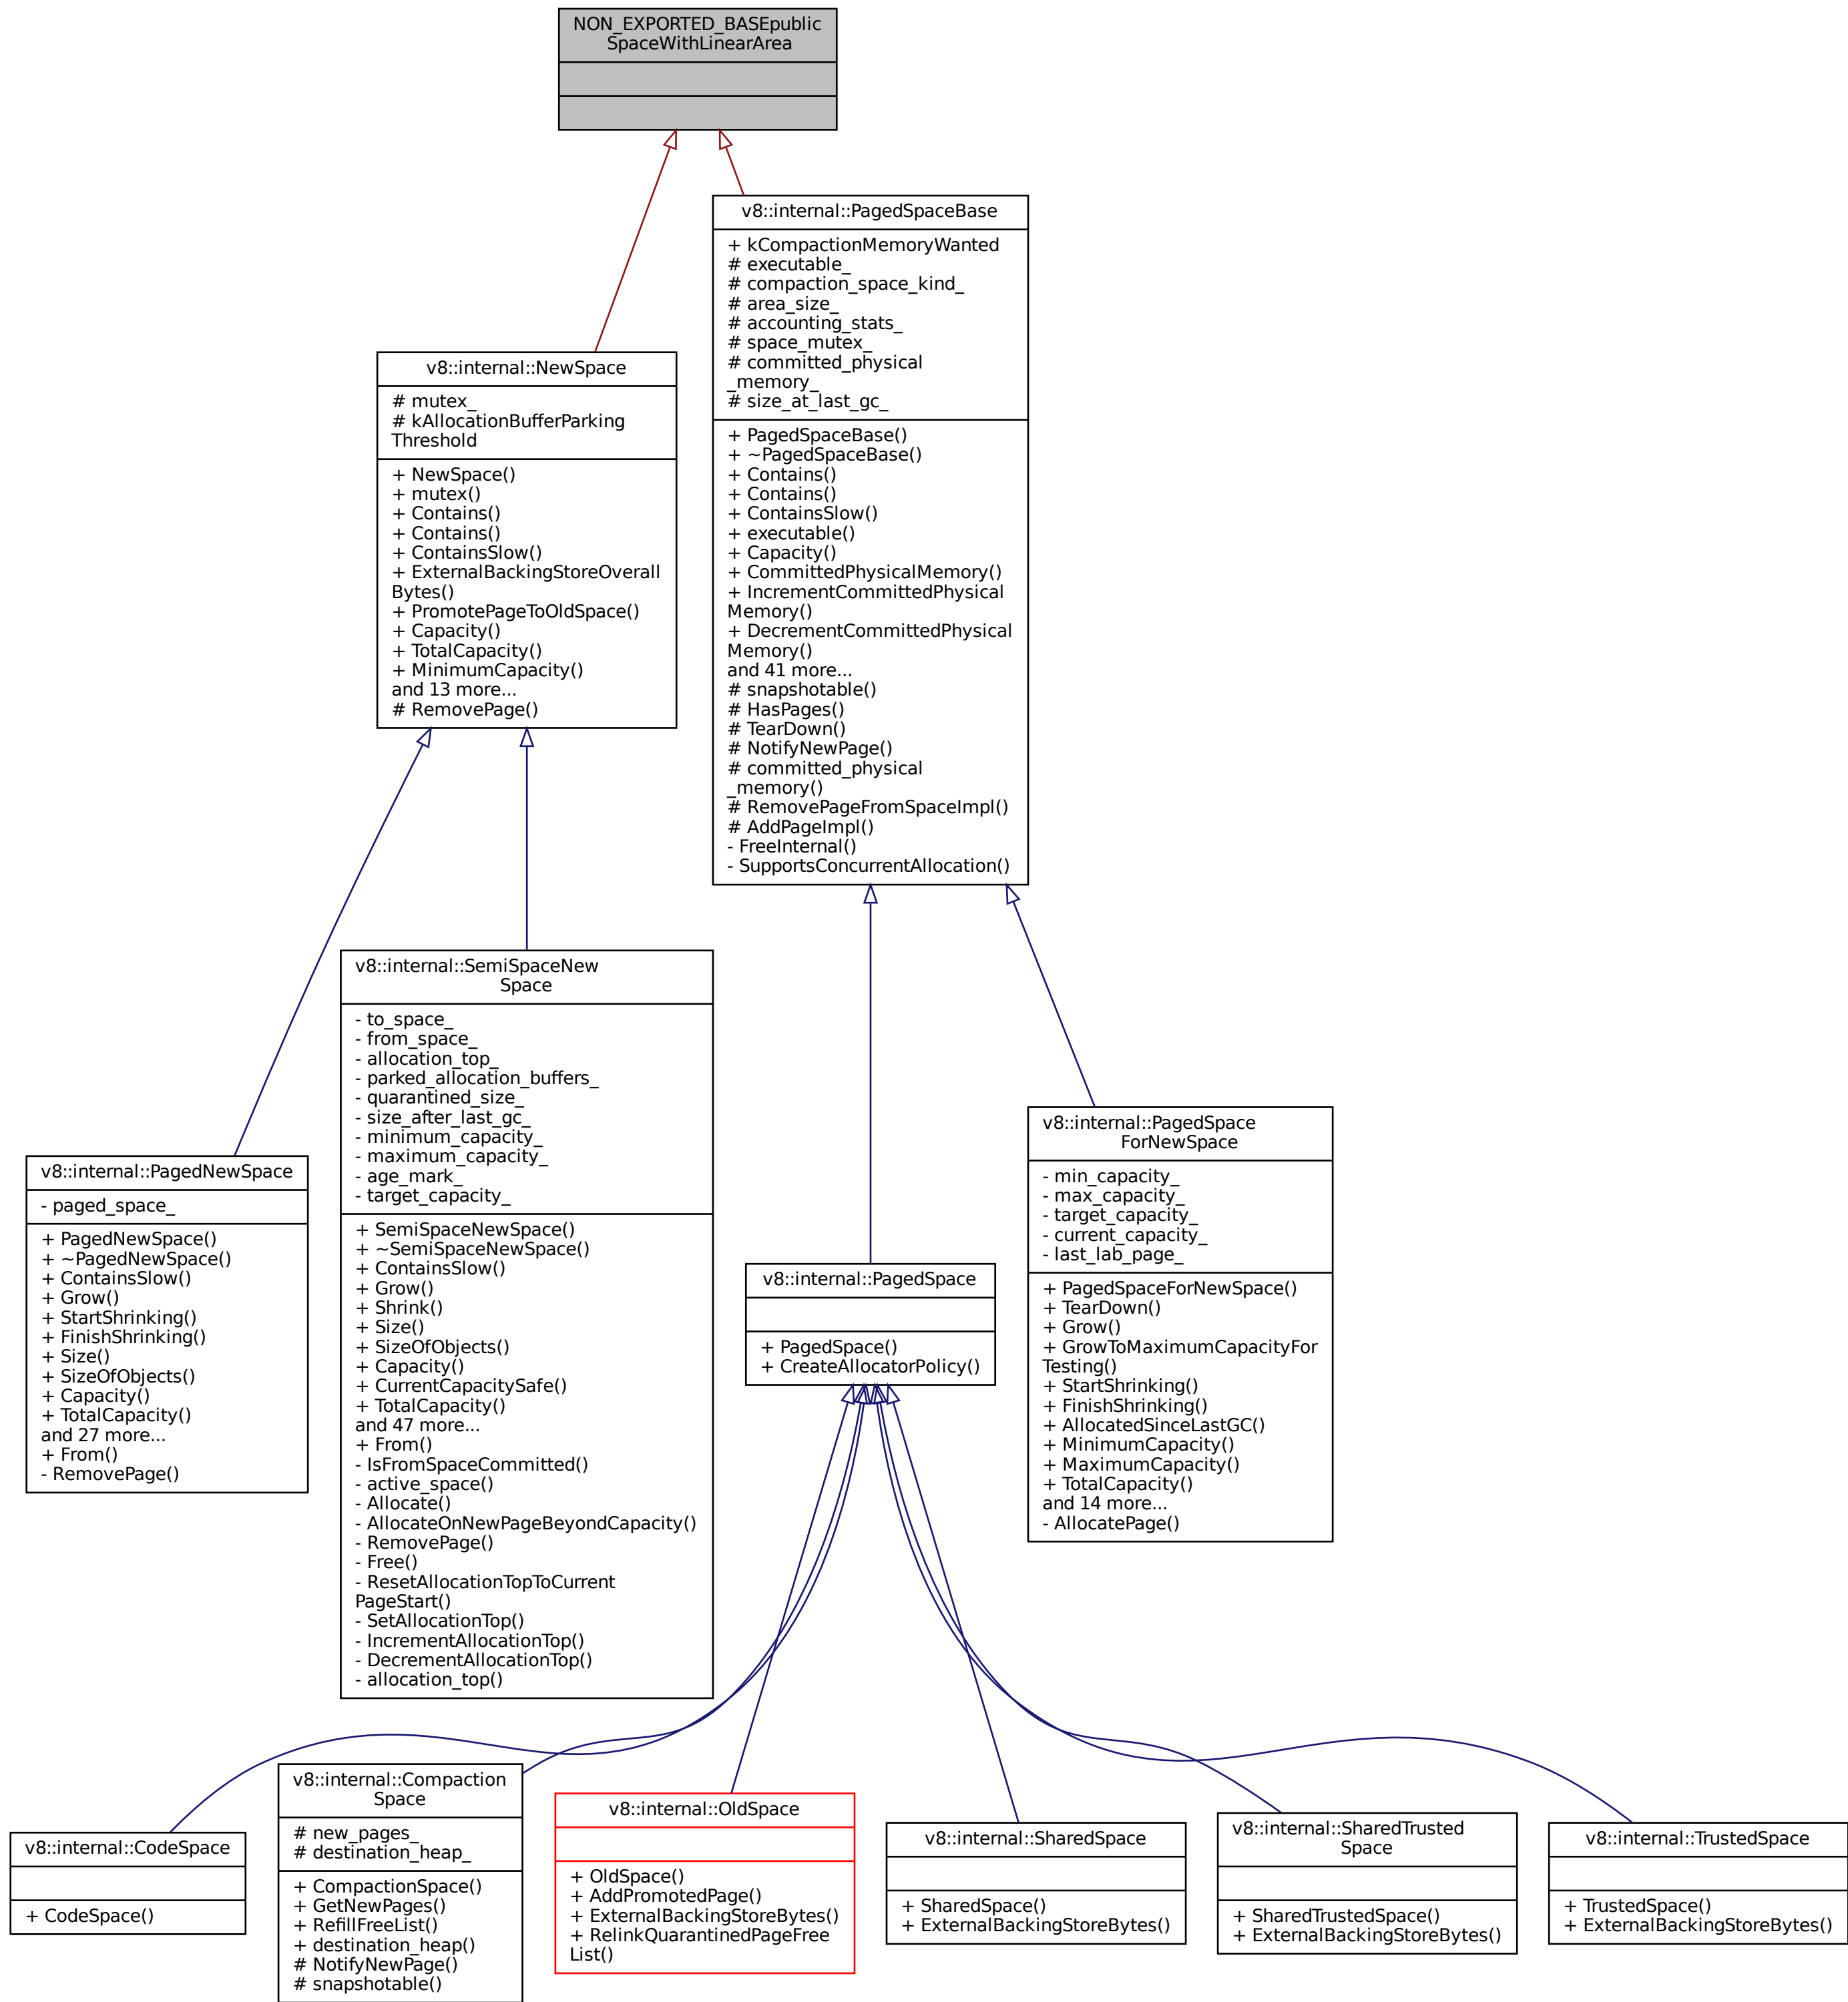 NON_EXPORTED_BASEpublic
SpaceWithLinearArea
v8::internal::PagedSpaceBase
+ kCompactionMemoryWanted
# executable_
# compaction_space_kind_
# area_size_
# accounting_stats_
# space_mutex_
# committed_physical
_memory_
# size_at_last_gc_
+ PagedSpaceBase()
+ ~PagedSpaceBase()
+ Contains()
+ Contains()
+ ContainsSlow()
+ executable()
+ Capacity()
+ CommittedPhysicalMemory()
+ IncrementCommittedPhysical
Memory()
+ DecrementCommittedPhysical
Memory()
and 41 more...
# snapshotable()
# HasPages()
# TearDown()
# NotifyNewPage()
# committed_physical
_memory()
# RemovePageFromSpaceImpl()
# AddPageImpl()
- FreeInternal()
- SupportsConcurrentAllocation()
v8::internal::NewSpace
# mutex_
# kAllocationBufferParking
Threshold
+ NewSpace()
+ mutex()
+ Contains()
+ Contains()
+ ContainsSlow()
+ ExternalBackingStoreOverall
Bytes()
+ PromotePageToOldSpace()
+ Capacity()
+ TotalCapacity()
+ MinimumCapacity()
and 13 more...
# RemovePage()
v8::internal::PagedNewSpace
- paged_space_
+ PagedNewSpace()
+ ~PagedNewSpace()
+ ContainsSlow()
+ Grow()
+ StartShrinking()
+ FinishShrinking()
+ Size()
+ SizeOfObjects()
+ Capacity()
+ TotalCapacity()
and 27 more...
+ From()
- RemovePage()
v8::internal::SemiSpaceNew
Space
- to_space_
- from_space_
- allocation_top_
- parked_allocation_buffers_
- quarantined_size_
- size_after_last_gc_
- minimum_capacity_
- maximum_capacity_
- age_mark_
- target_capacity_
+ SemiSpaceNewSpace()
+ ~SemiSpaceNewSpace()
+ ContainsSlow()
+ Grow()
+ Shrink()
+ Size()
+ SizeOfObjects()
+ Capacity()
+ CurrentCapacitySafe()
+ TotalCapacity()
and 47 more...
+ From()
- IsFromSpaceCommitted()
- active_space()
- Allocate()
- AllocateOnNewPageBeyondCapacity()
- RemovePage()
- Free()
- ResetAllocationTopToCurrent
PageStart()
- SetAllocationTop()
- IncrementAllocationTop()
- DecrementAllocationTop()
- allocation_top()
v8::internal::PagedSpace
+ PagedSpace()
+ CreateAllocatorPolicy()
v8::internal::PagedSpace
ForNewSpace
- min_capacity_
- max_capacity_
- target_capacity_
- current_capacity_
- last_lab_page_
+ PagedSpaceForNewSpace()
+ TearDown()
+ Grow()
+ GrowToMaximumCapacityFor
Testing()
+ StartShrinking()
+ FinishShrinking()
+ AllocatedSinceLastGC()
+ MinimumCapacity()
+ MaximumCapacity()
+ TotalCapacity()
and 14 more...
- AllocatePage()
v8::internal::CodeSpace
+ CodeSpace()
v8::internal::Compaction
Space
# new_pages_
# destination_heap_
+ CompactionSpace()
+ GetNewPages()
+ RefillFreeList()
+ destination_heap()
# NotifyNewPage()
# snapshotable()
v8::internal::OldSpace
+ OldSpace()
+ AddPromotedPage()
+ ExternalBackingStoreBytes()
+ RelinkQuarantinedPageFree
List()
v8::internal::SharedSpace
+ SharedSpace()
+ ExternalBackingStoreBytes()
v8::internal::SharedTrusted
Space
+ SharedTrustedSpace()
+ ExternalBackingStoreBytes()
v8::internal::TrustedSpace
+ TrustedSpace()
+ ExternalBackingStoreBytes()